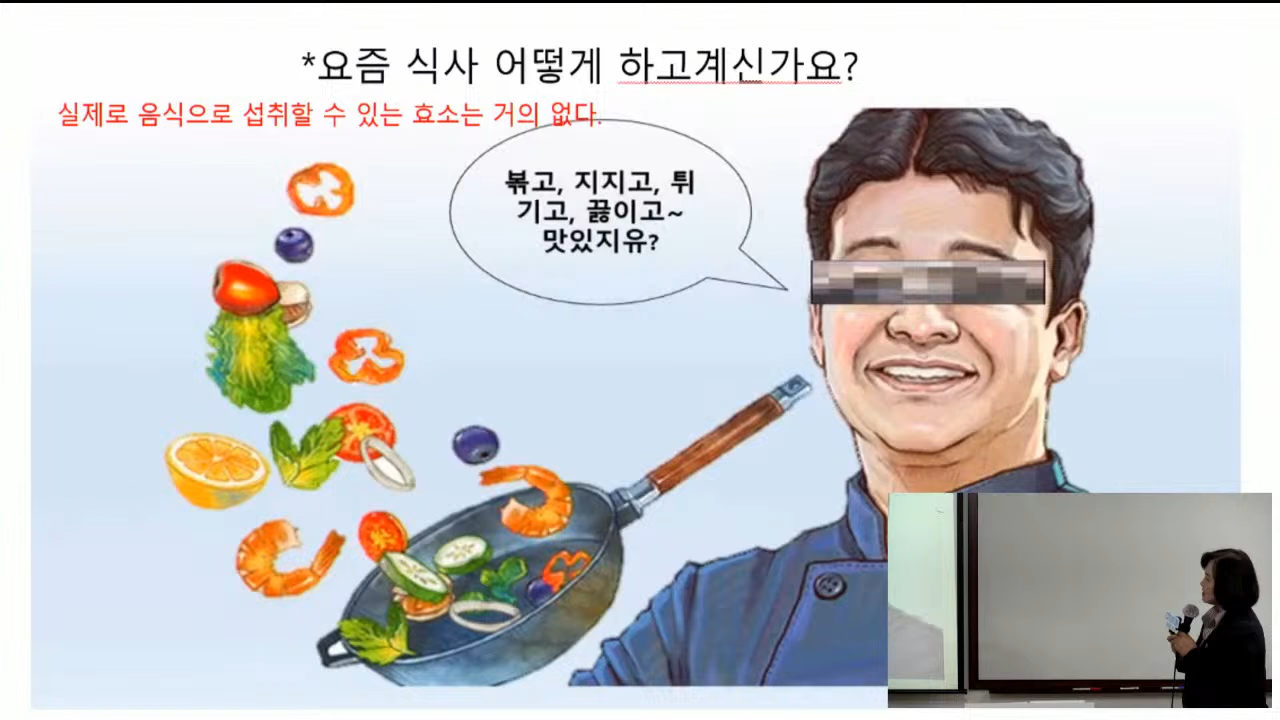 *요즘 식사 어떻게 하고계신가요?
실제로 음식으로 섭취할 수 있는 효소는 거의 없다.
볶고, 지지고, 튀
기고, 끓이고~
맛있지유?